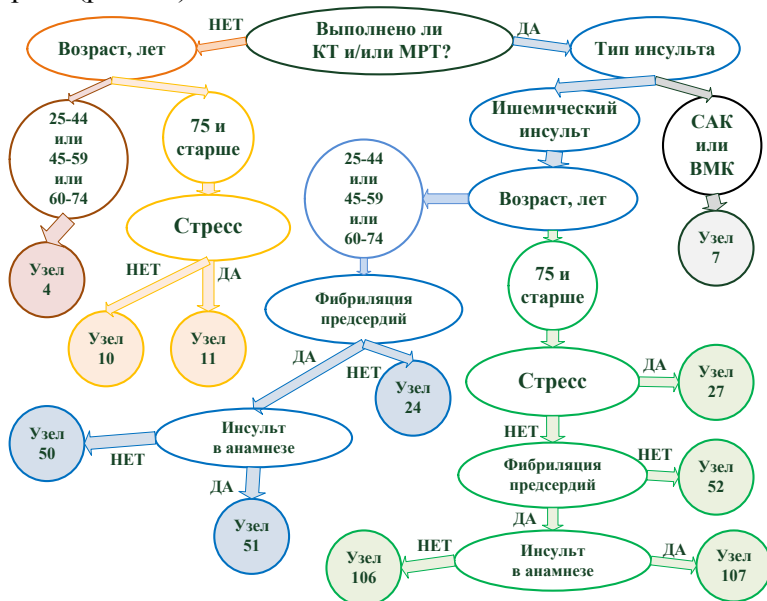 НЕТ
Выполнено ли
КТ и/или МРТ?
ДА
Возраст, лет
Тип инсульта
25-44
или
45-59
или
60-74
75 и
старше
Ишемический
инсульт
САК
или
ВМК
25-44
или
45-59
или
60-74
Возраст, лет
Стресс
Узел
4
НЕТ
ДА
Узел
7
75 и
старше
Фибриляция
предсердий
Узел
10
Узел
11
ДА
НЕТ
Узел
24
Стресс
ДА
Узел
27
НЕТ
Узел
50
НЕТ
Инсульт
в анамнезе
ДА
Узел
51
Фибриляция
предсердий
НЕТ
Узел
52
ДА
Узел
106
НЕТ
Инсульт
в анамнезе
ДА
Узел
107